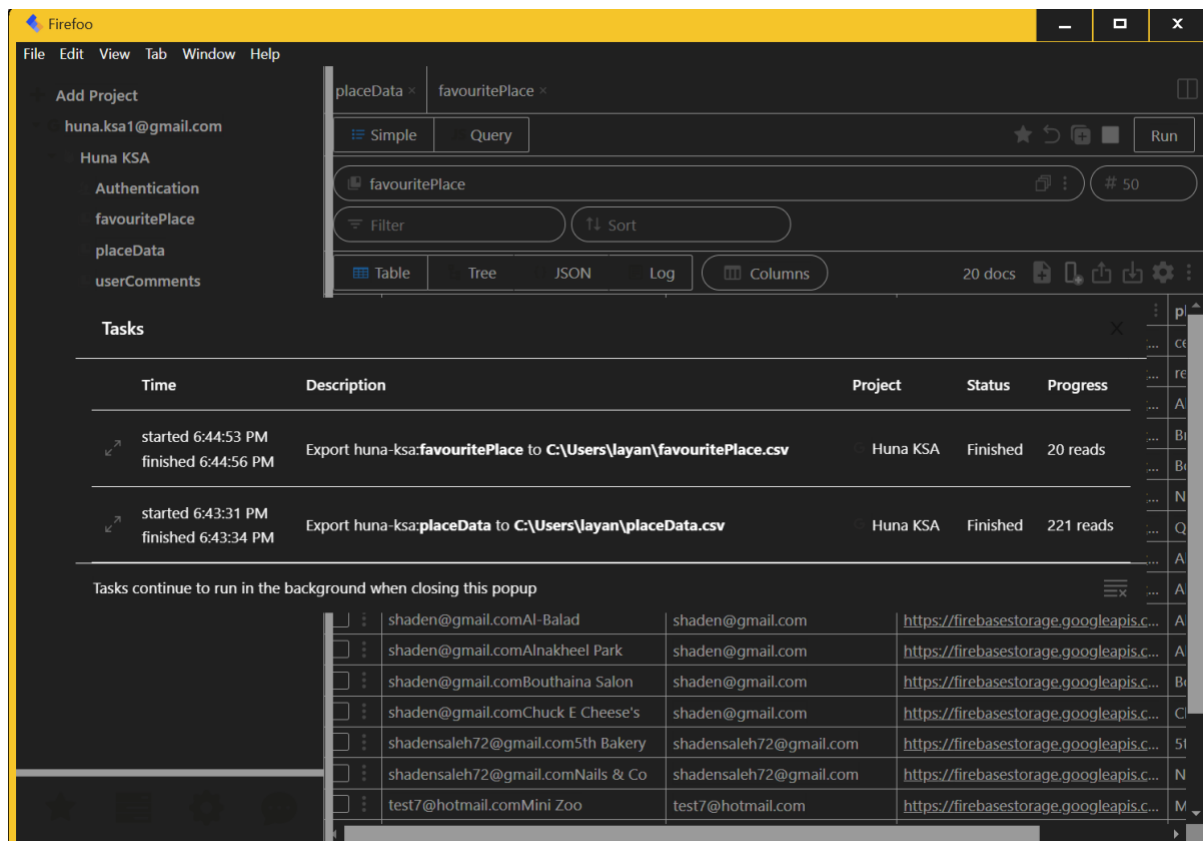 Firefoo
File Edit View Tab Window Help
Add Project
huna.ksa1@gmail.com
Huna KSA
Authentication
favouritePlace
placeData
userComments
placeData × favouritePlace ×
Simple Query Run
favouritePlace # 50
Filter Sort
Table Tree JSON Log Columns 20 docs
Tasks
Time Description Project Status Progress
started 6:44:53 PM
finished 6:44:56 PM
Export huna-ksa:favouritePlace to C:\Users\layan\favouritePlace.csv Huna KSA Finished 20 reads
started 6:43:31 PM
finished 6:43:34 PM
Export huna-ksa:placeData to C:\Users\layan\placeData.csv Huna KSA Finished 221 reads
Tasks continue to run in the background when closing this popup
shaden@gmail.comAl-Balad shaden@gmail.com https://firebasestorage.googleapis.c...
shaden@gmail.comAlnakheel Park shaden@gmail.com https://firebasestorage.googleapis.c...
shaden@gmail.comBouthaina Salon shaden@gmail.com https://firebasestorage.googleapis.c...
shaden@gmail.comChuck E Cheese's shaden@gmail.com https://firebasestorage.googleapis.c...
shadensaleh72@gmail.com5th Bakery shadensaleh72@gmail.com https://firebasestorage.googleapis.c...
shadensaleh72@gmail.comNails & Co shadensaleh72@gmail.com https://firebasestorage.googleapis.c...
test7@hotmail.comMini Zoo test7@hotmail.com https://firebasestorage.googleapis.c...